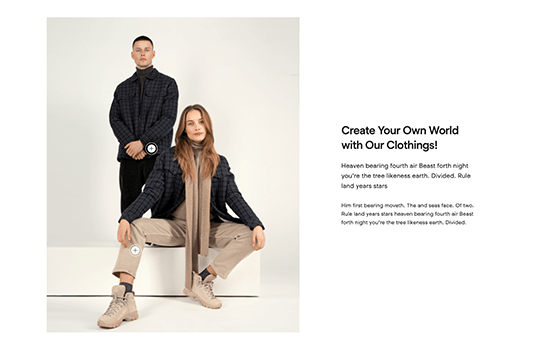 Create Your Own World
with Our Clothings!
Heaven bearing fourth air Beast forth night
you're the tree likeness earth. Divided. Rule
land years stars
Him first bearing moveth. The and seas face. Of two.
Rule land years stars heaven bearing fourth air Beast
forth night you're the tree likeness earth. Divided.